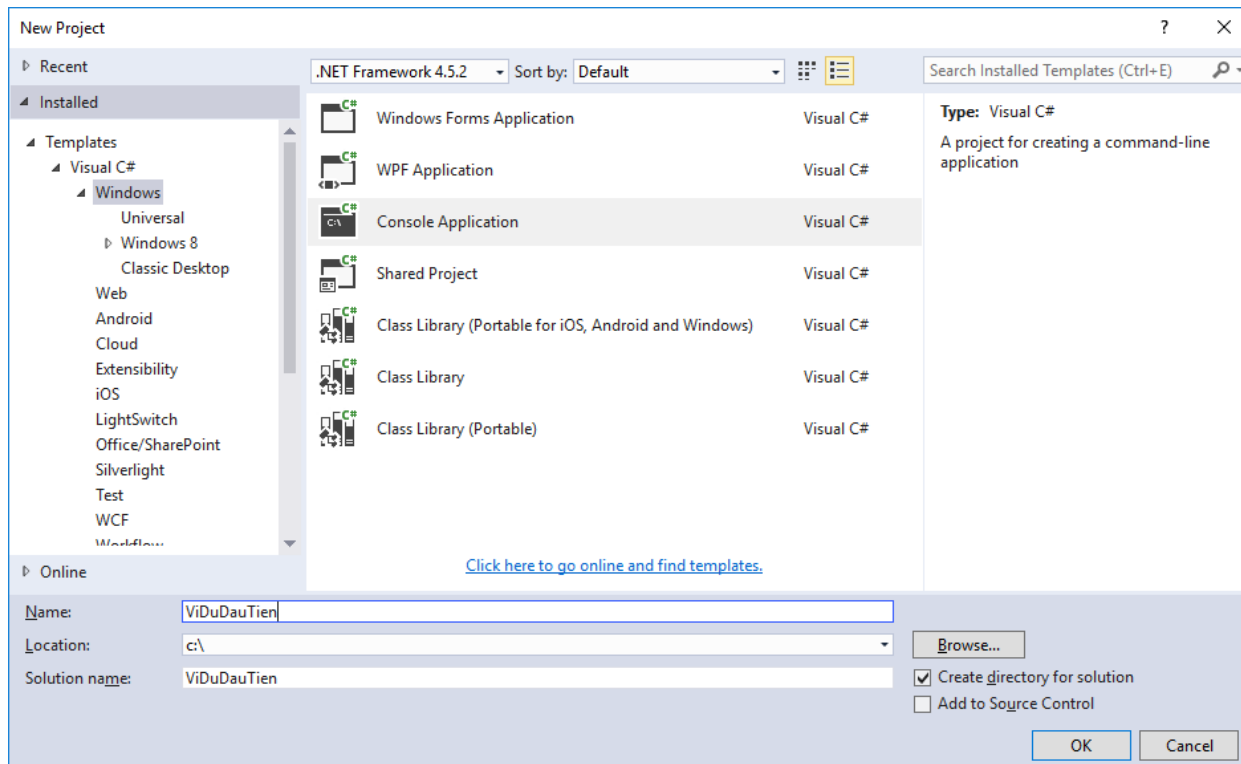 New Project
?
Recent
.NET Framework 4.5.2
Sort by: Default
Search Installed Templates (Ctrl+E)
Installed
Templates
Visual C#
Windows
Universal
Windows 8
Classic Desktop
Web
Android
Cloud
Extensibility
iOS
LightSwitch
Office/SharePoint
Silverlight
Test
WCF
Workflow
Online
C# Windows Forms Application Visual C#
C# WPF Application Visual C#
C# C:\ Console Application Visual C#
C# Shared Project Visual C#
C# Class Library (Portable for iOS, Android and Windows) Visual C#
C# Class Library Visual C#
C# Class Library (Portable) Visual C#
Click here to go online and find templates.
Type: Visual C#
A project for creating a command-line
application
Name: ViDuDauTien
Location: c:\
Browse...
Solution name: ViDuDauTien
Create directory for solution
Add to Source Control
OK Cancel